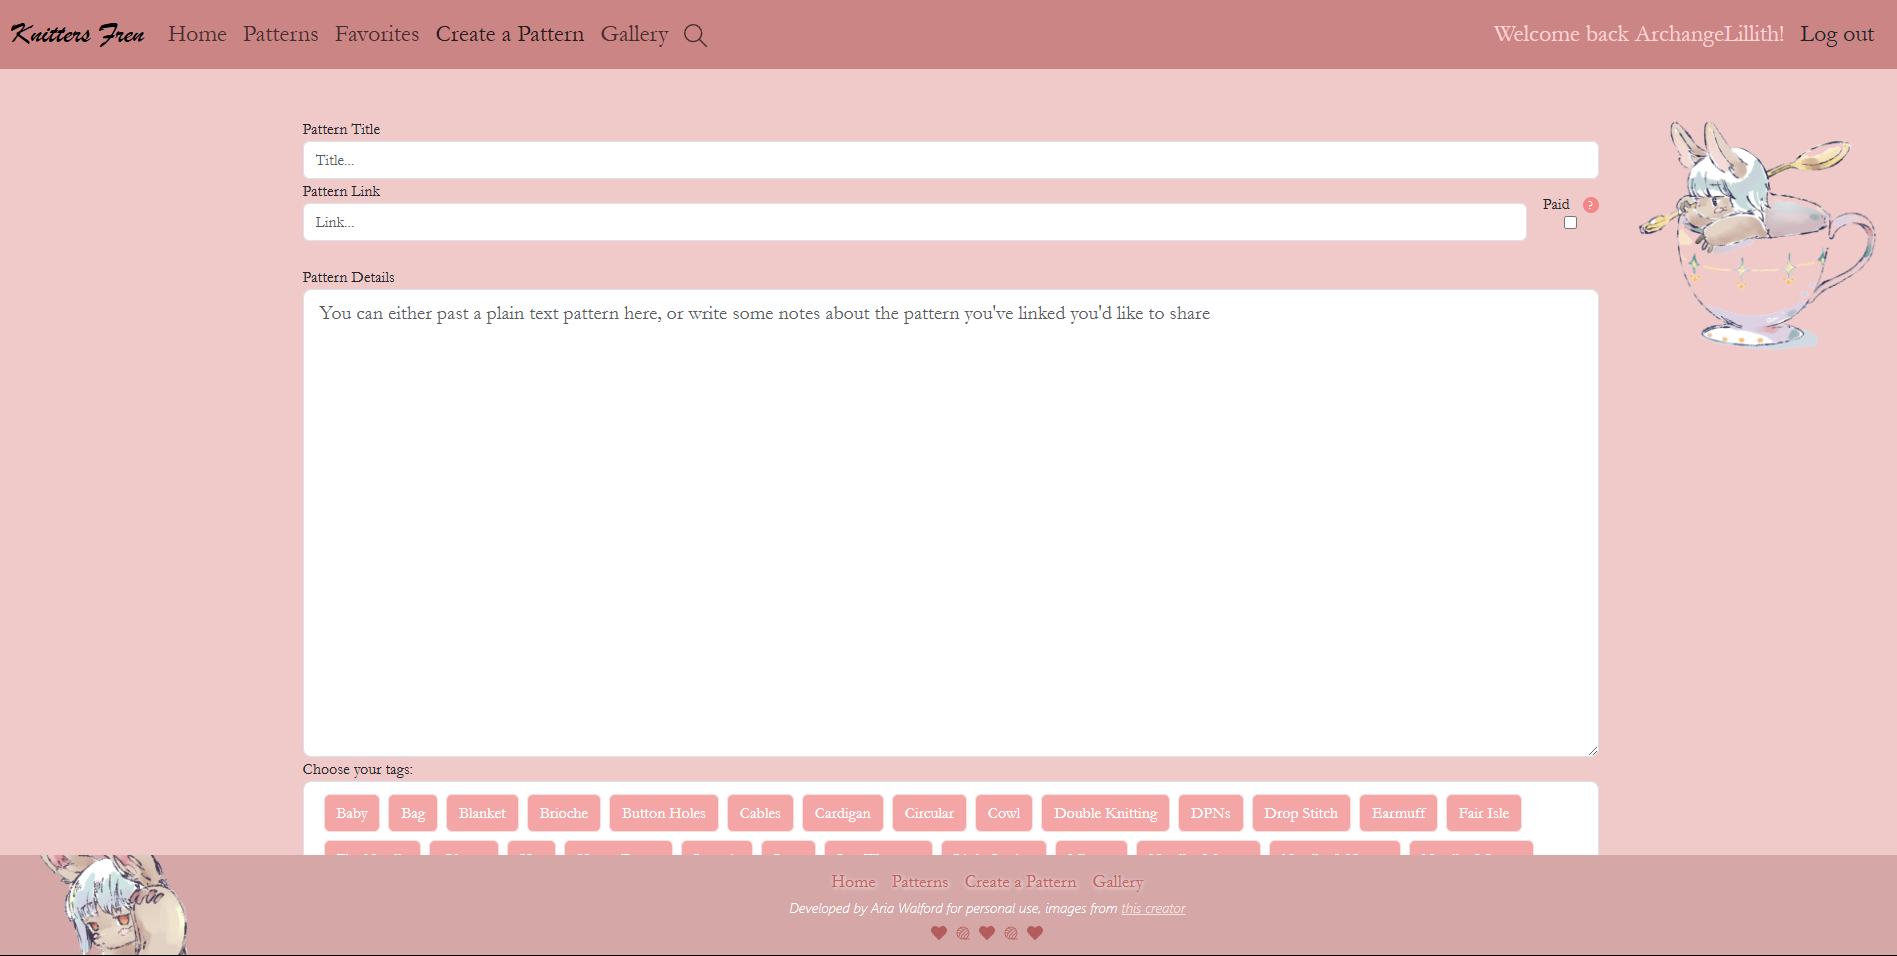 Knitters Fren Home Patterns Favorites Create a Pattern Gallery Welcome back ArchangeLillith! Log out
Pattern Title
Title...
Pattern Link
Paid ?
Link...
Pattern Details
You can either past a plain text pattern here, or write some notes about the pattern you've linked you'd like to share
Choose your tags:
Baby Bag Blanket Brioche Button Holes Cables Cardigan Circular Cowl Double Knitting DPNs Drop Stitch Earmuff Fair Isle
Home Patterns Create a Pattern Gallery
Developed by Aria Walford for personal use, images from this creator